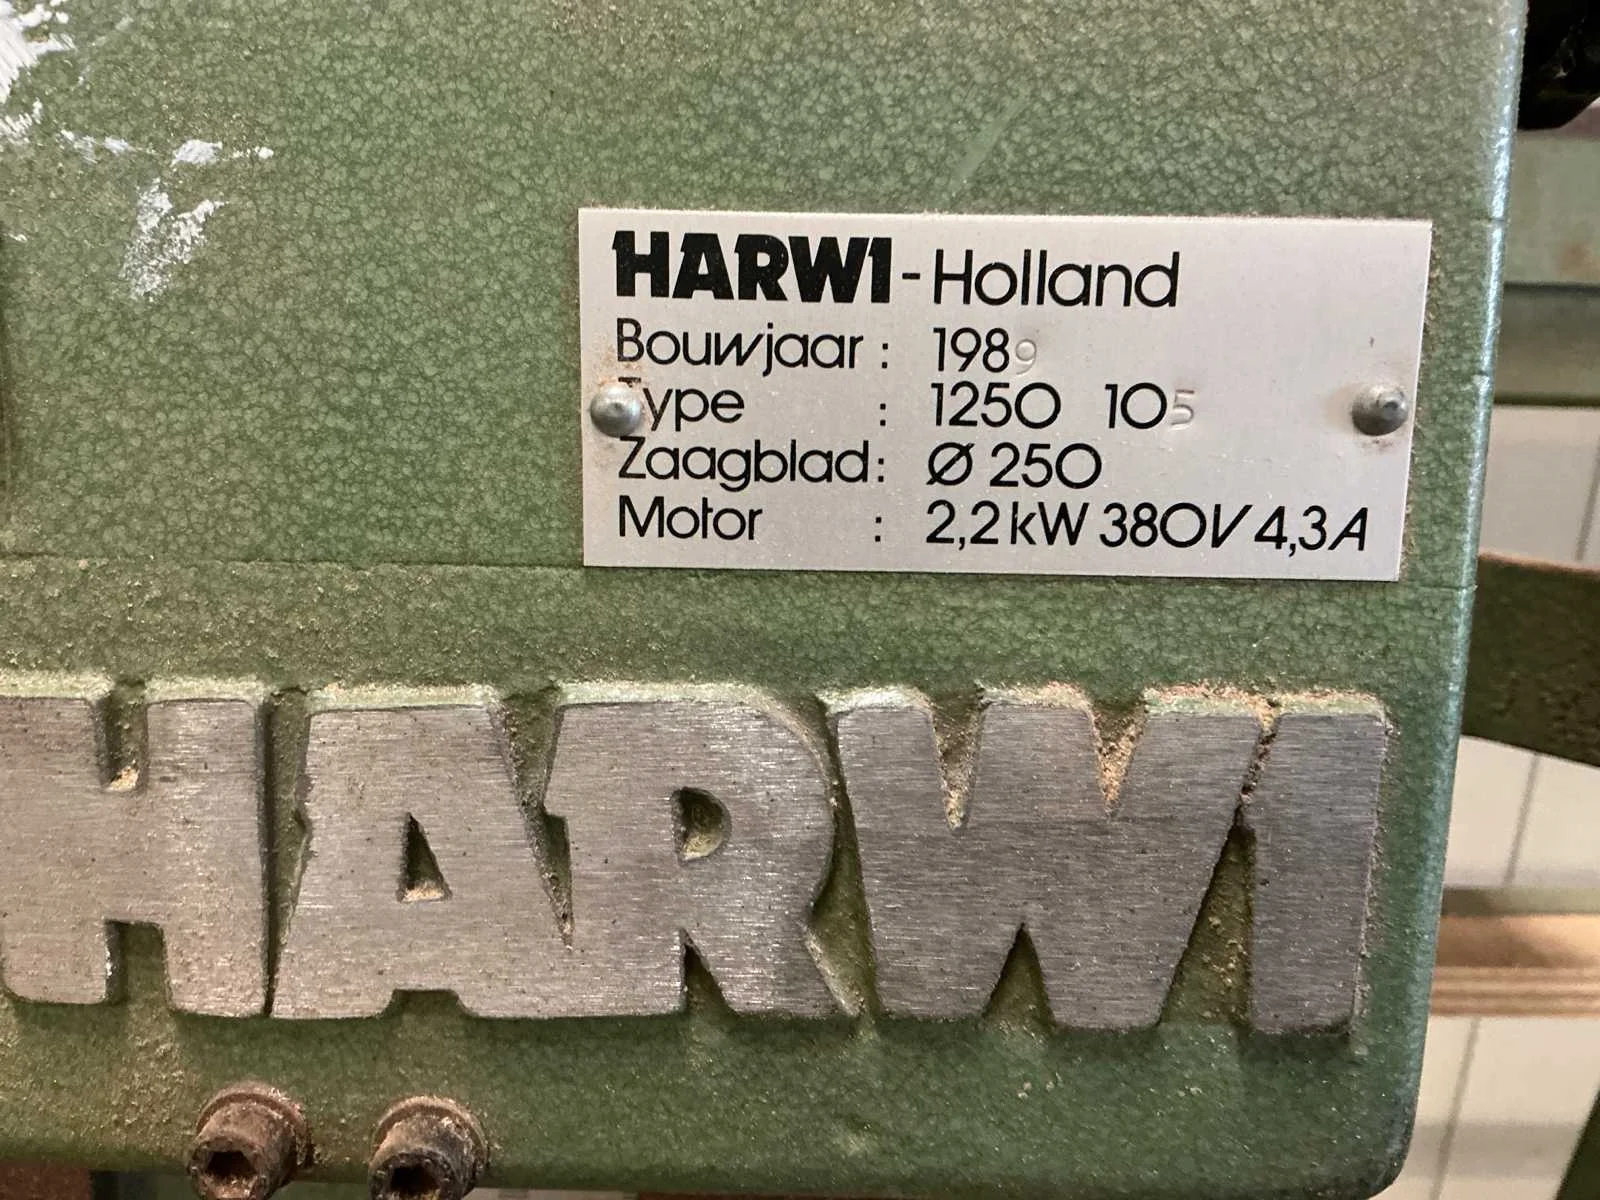 HARWI-Holland
Bouwjaar : 1989
Type : 1250 105
Zaagblad : Ø 250
Motor : 2,2 kW 380V 4,3A
HARWI